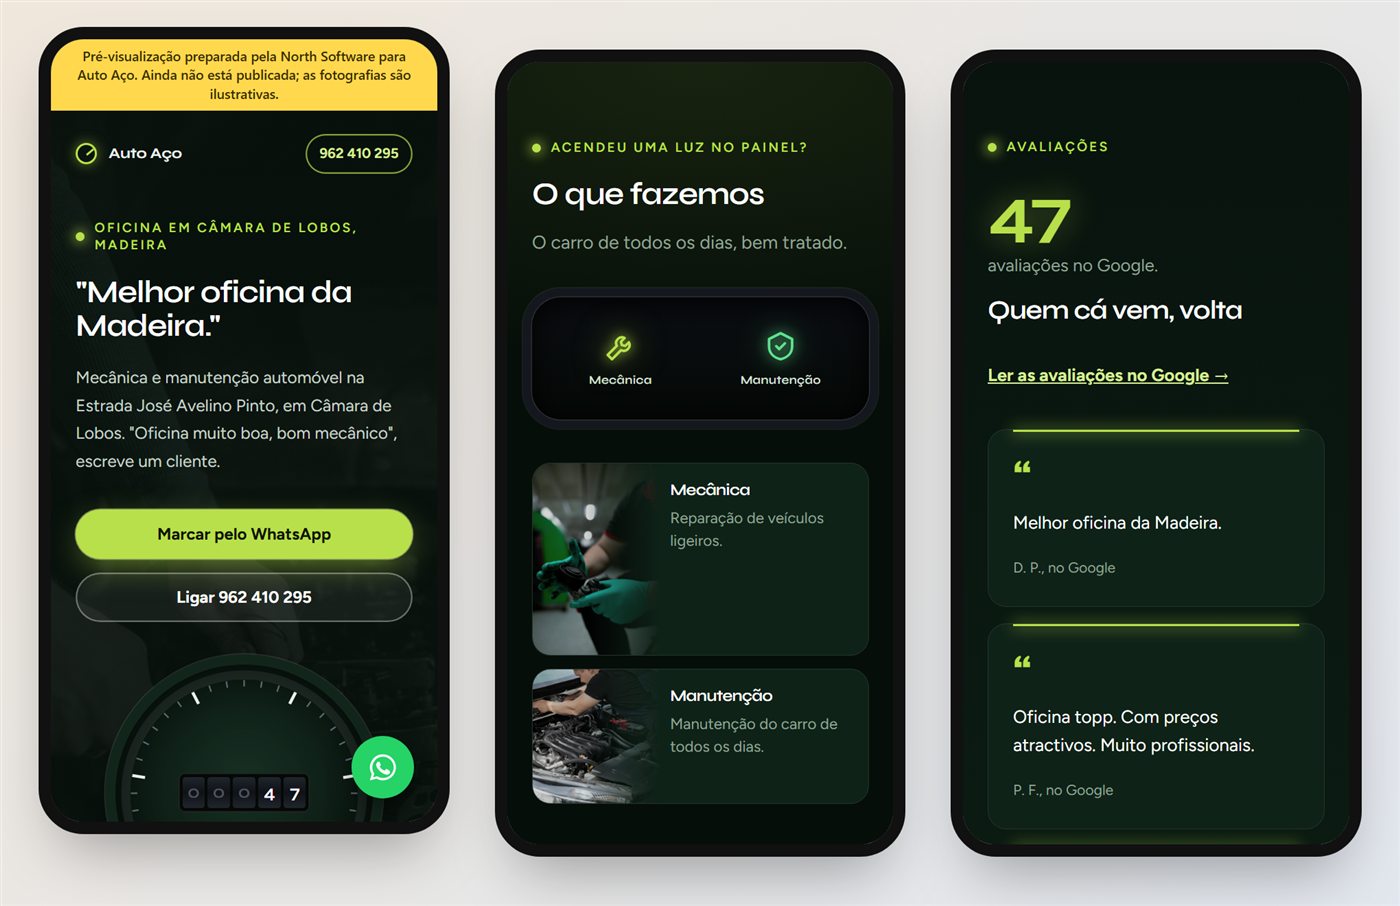 Pré-visualização preparada pela North Software para
Auto Aço. Ainda não está publicada; as fotografias são
ilustrativas.
Auto Aço
962 410 295
OFICINA EM CÂMARA DE LOBOS,
MADEIRA
"Melhor oficina da
Madeira."
Mecânica e manutenção automóvel na
Estrada José Avelino Pinto, em Câmara de
Lobos. "Oficina muito boa, bom mecânico",
escreve um cliente.
Marcar pelo WhatsApp
Ligar 962 410 295
0 0 0 4 7
ACENDEU UMA LUZ NO PAINEL?
O que fazemos
O carro de todos os dias, bem tratado.
Mecânica
Manutenção
Mecânica
Reparação de veículos
ligeiros.
Manutenção
Manutenção do carro de
todos os dias.
AVALIAÇÕES
47
avaliações no Google.
Quem cá vem, volta
Ler as avaliações no Google →
“
Melhor oficina da Madeira.
D. P., no Google
“
Oficina topp. Com preços
atractivos. Muito profissionais.
P. F., no Google